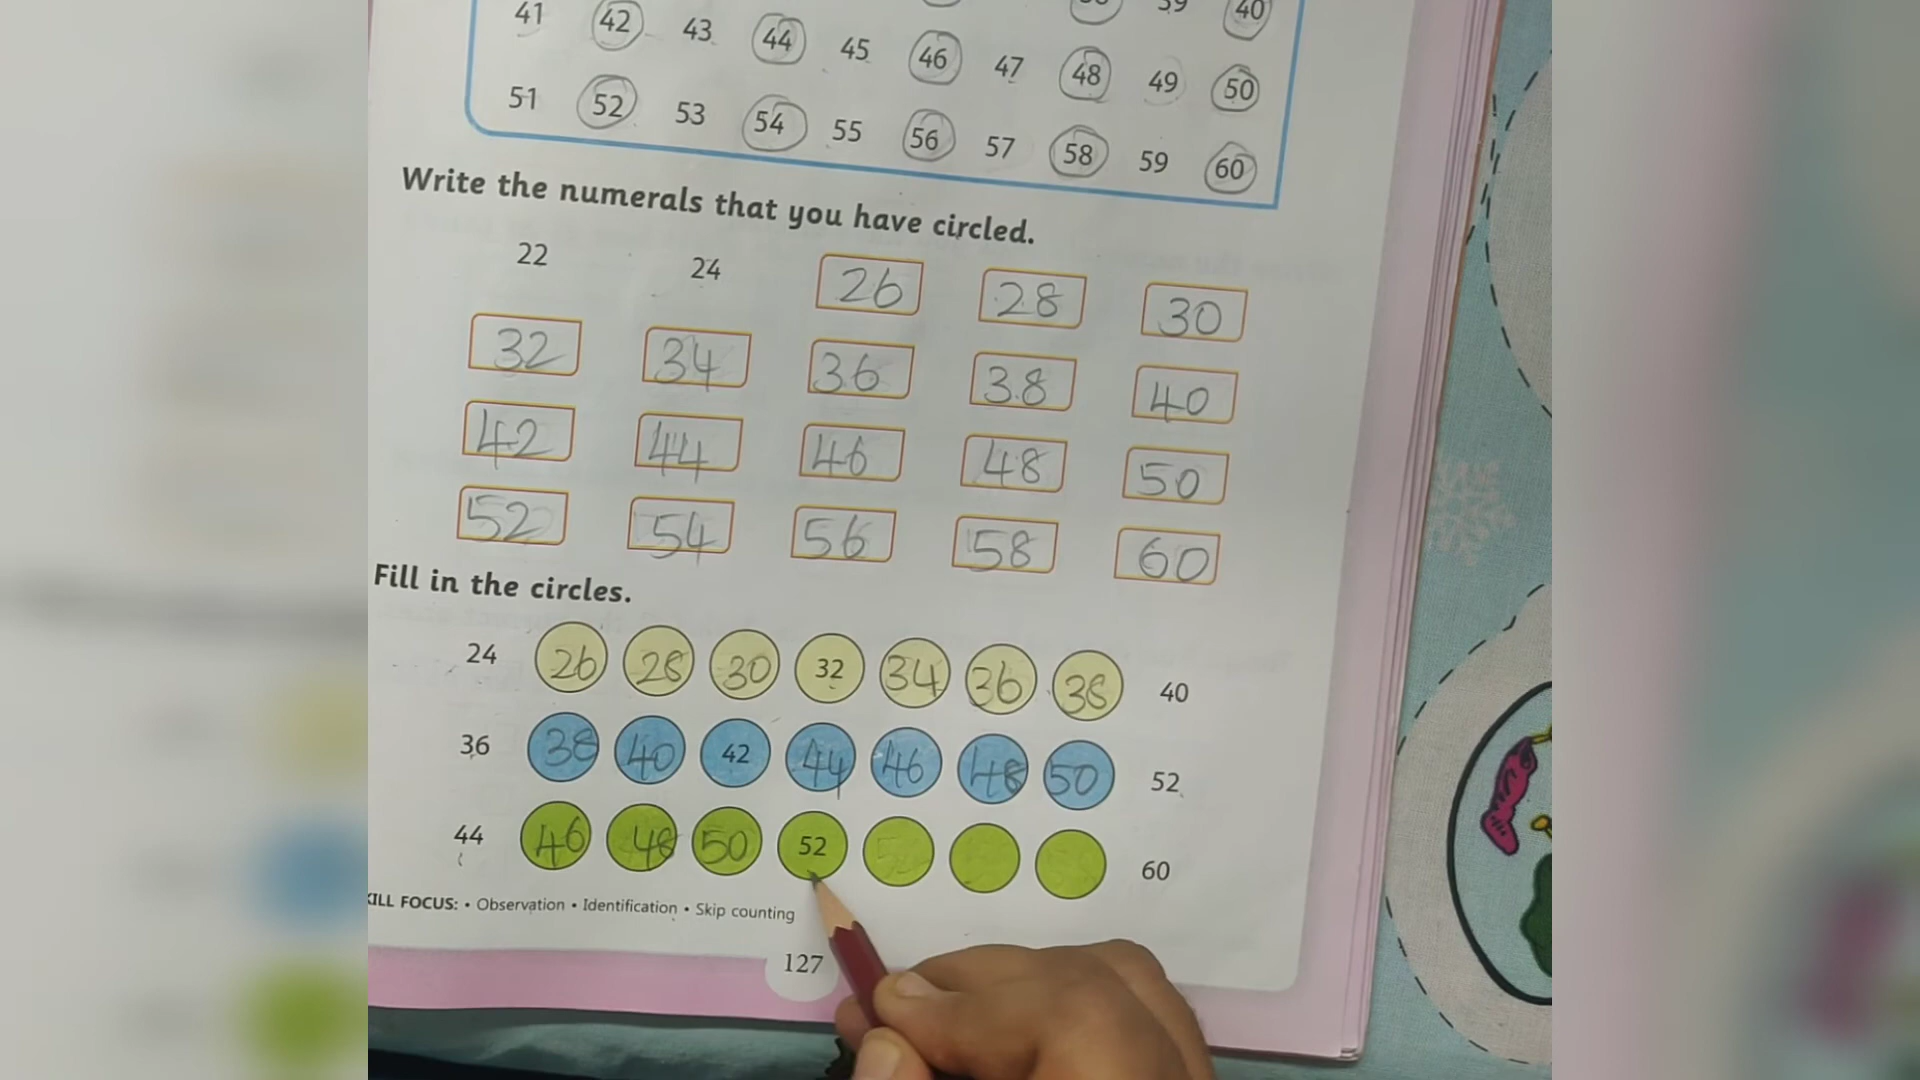 39 40
41 42 43 44 45 46 47 48 49 50
51 52 53 54 55 56 57 58 59 60
Write the numerals that you have circled.
22 24 26 28 30
32 34 36 38 40
42 44 46 48 50
52 54 56 58 60
Fill in the circles.
24 26 28 30 32 34 36 38 40
36 38 40 42 44 46 48 50 52
44 46 48 50 52 60
KILL FOCUS: • Observation • Identification • Skip counting
127